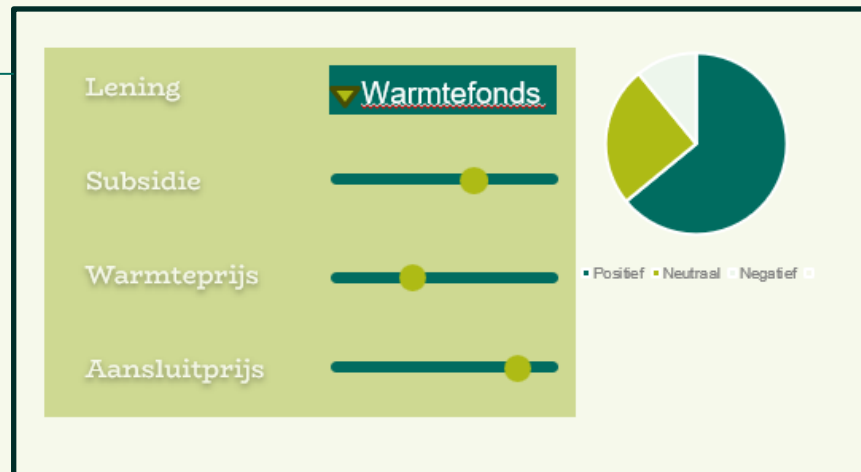 Lening
Warmtefonds
Subsidie
Warmteprijs
Aansluitprijs
Positief Neutraal Negatief